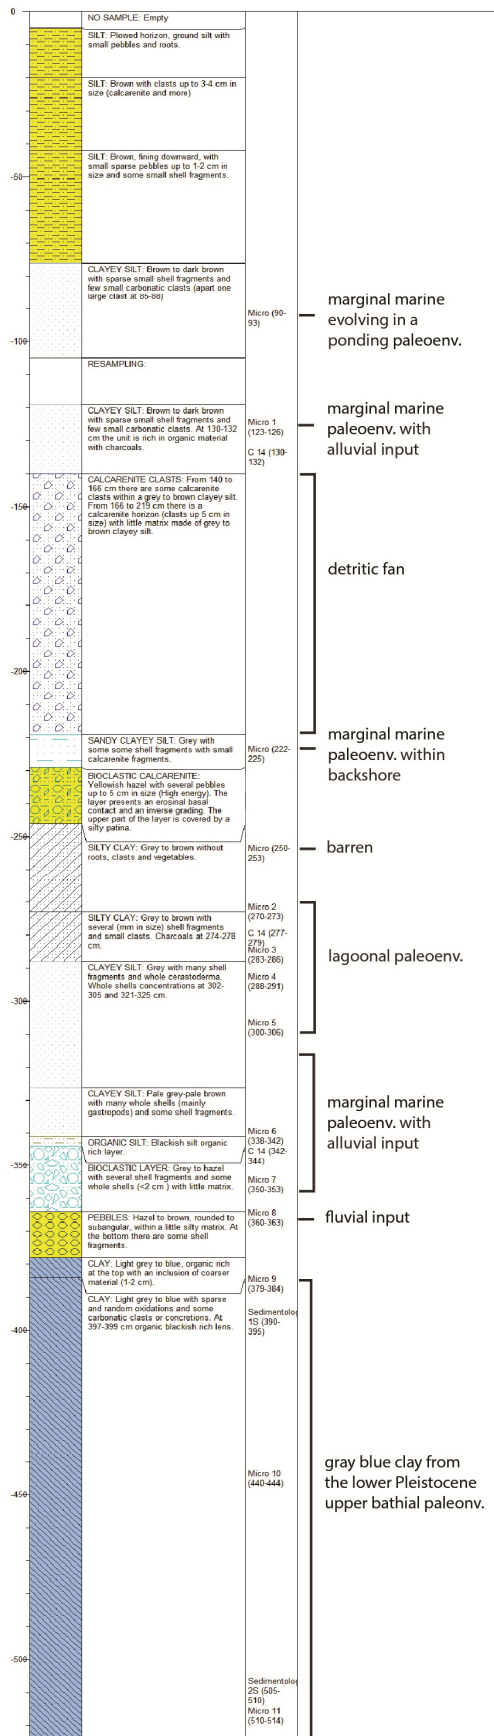 0
NO SAMPLE: Empty
SILT: Plowed horizon, ground silt with
small pebbles and roots.
SILT: Brown with clasts up to 3-4 cm in
size (calcarenite and more)
SILT: Brown, fining downward, with
small sparse pebbles up to 1-2 cm in
size and some small shell fragments.
-50
CLAYEY SILT: Brown to dark brown
with sparse small shell fragments and
few small carbonatic clasts (apart one
large clast at 85-88)
Micro (90-
93)
marginal marine
evolving in a
ponding paleoenv.
-100
RESAMPLING:
CLAYEY SILT: Brown to dark brown
with sparse small shell fragments and
few small carbonatic clasts. At 130-132
cm the unit is rich in organic material
with charcoals.
Micro 1
(123-126)
C 14 (130-
132)
marginal marine
paleoenv. with
alluvial input
CALCARENITE CLASTS: From 140 to
166 cm there are some calcarenite
clasts within a grey to brown clayey silt.
From 166 to 219 cm there is a
calcarenite horizon (clasts up 5 cm in
size) with little matrix made of grey to
brown clayey silt.
-150
detritic fan
-200
SANDY CLAYEY SILT: Grey with
some some shell fragments with small
calcarenite fragments.
Micro (222-
225)
marginal marine
paleoenv. within
backshore
BIOCLASTIC CALCARENITE:
Yellowish hazel with several pebbles
up to 5 cm in size (High energy). The
layer presents an erosinal basal
contact and an inverse grading. The
upper part of the layer is covered by a
silty patina.
-250
SILTY CLAY: Grey to brown without
roots, clasts and vegetables.
Micro (250-
253)
barren
SILTY CLAY: Grey to brown with
several (mm in size) shell fragments
and small clasts. Charcoals at 274-278
cm.
Micro 2
(270-273)
C 14 (277-
279)
Micro 3
(283-286)
lagoonal paleoenv.
CLAYEY SILT: Grey with many shell
fragments and whole cerastoderma.
Whole shells concentrations at 302-
305 and 321-325 cm.
Micro 4
(288-291)
-300
Micro 5
(300-306)
CLAYEY SILT: Pale grey-pale brown
with many whole shells (mainly
gastropods) and some shell fragments.
marginal marine
paleoenv. with
alluvial input
ORGANIC SILT: Blackish silt organic
rich layer.
Micro 6
(338-342)
C 14 (342-
344)
-350
BIOCLASTIC LAYER: Grey to hazel
with several shell fragments and some
whole shells (<2 cm ) with little matrix.
Micro 7
(350-353)
PEBBLES: Hazel to brown, rounded to
subangular, within a little silty matrix. At
the bottom there are some shell
fragments.
Micro 8
(360-363)
fluvial input
CLAY: Light grey to blue, organic rich
at the top with an inclusion of coarser
material (1-2 cm).
Micro 9
(379-384)
CLAY: Light grey to blue with sparse
and random oxidations and some
carbonatic clasts or concretions. At
397-399 cm organic blackish rich lens.
Sedimentolog
1S (390-
395)
-400
gray blue clay from
the lower Pleistocene
upper bathial paleonv.
Micro 10
(440-444)
-450
-500
Sedimentolog
2S (505-
510)
Micro 11
(510-514)